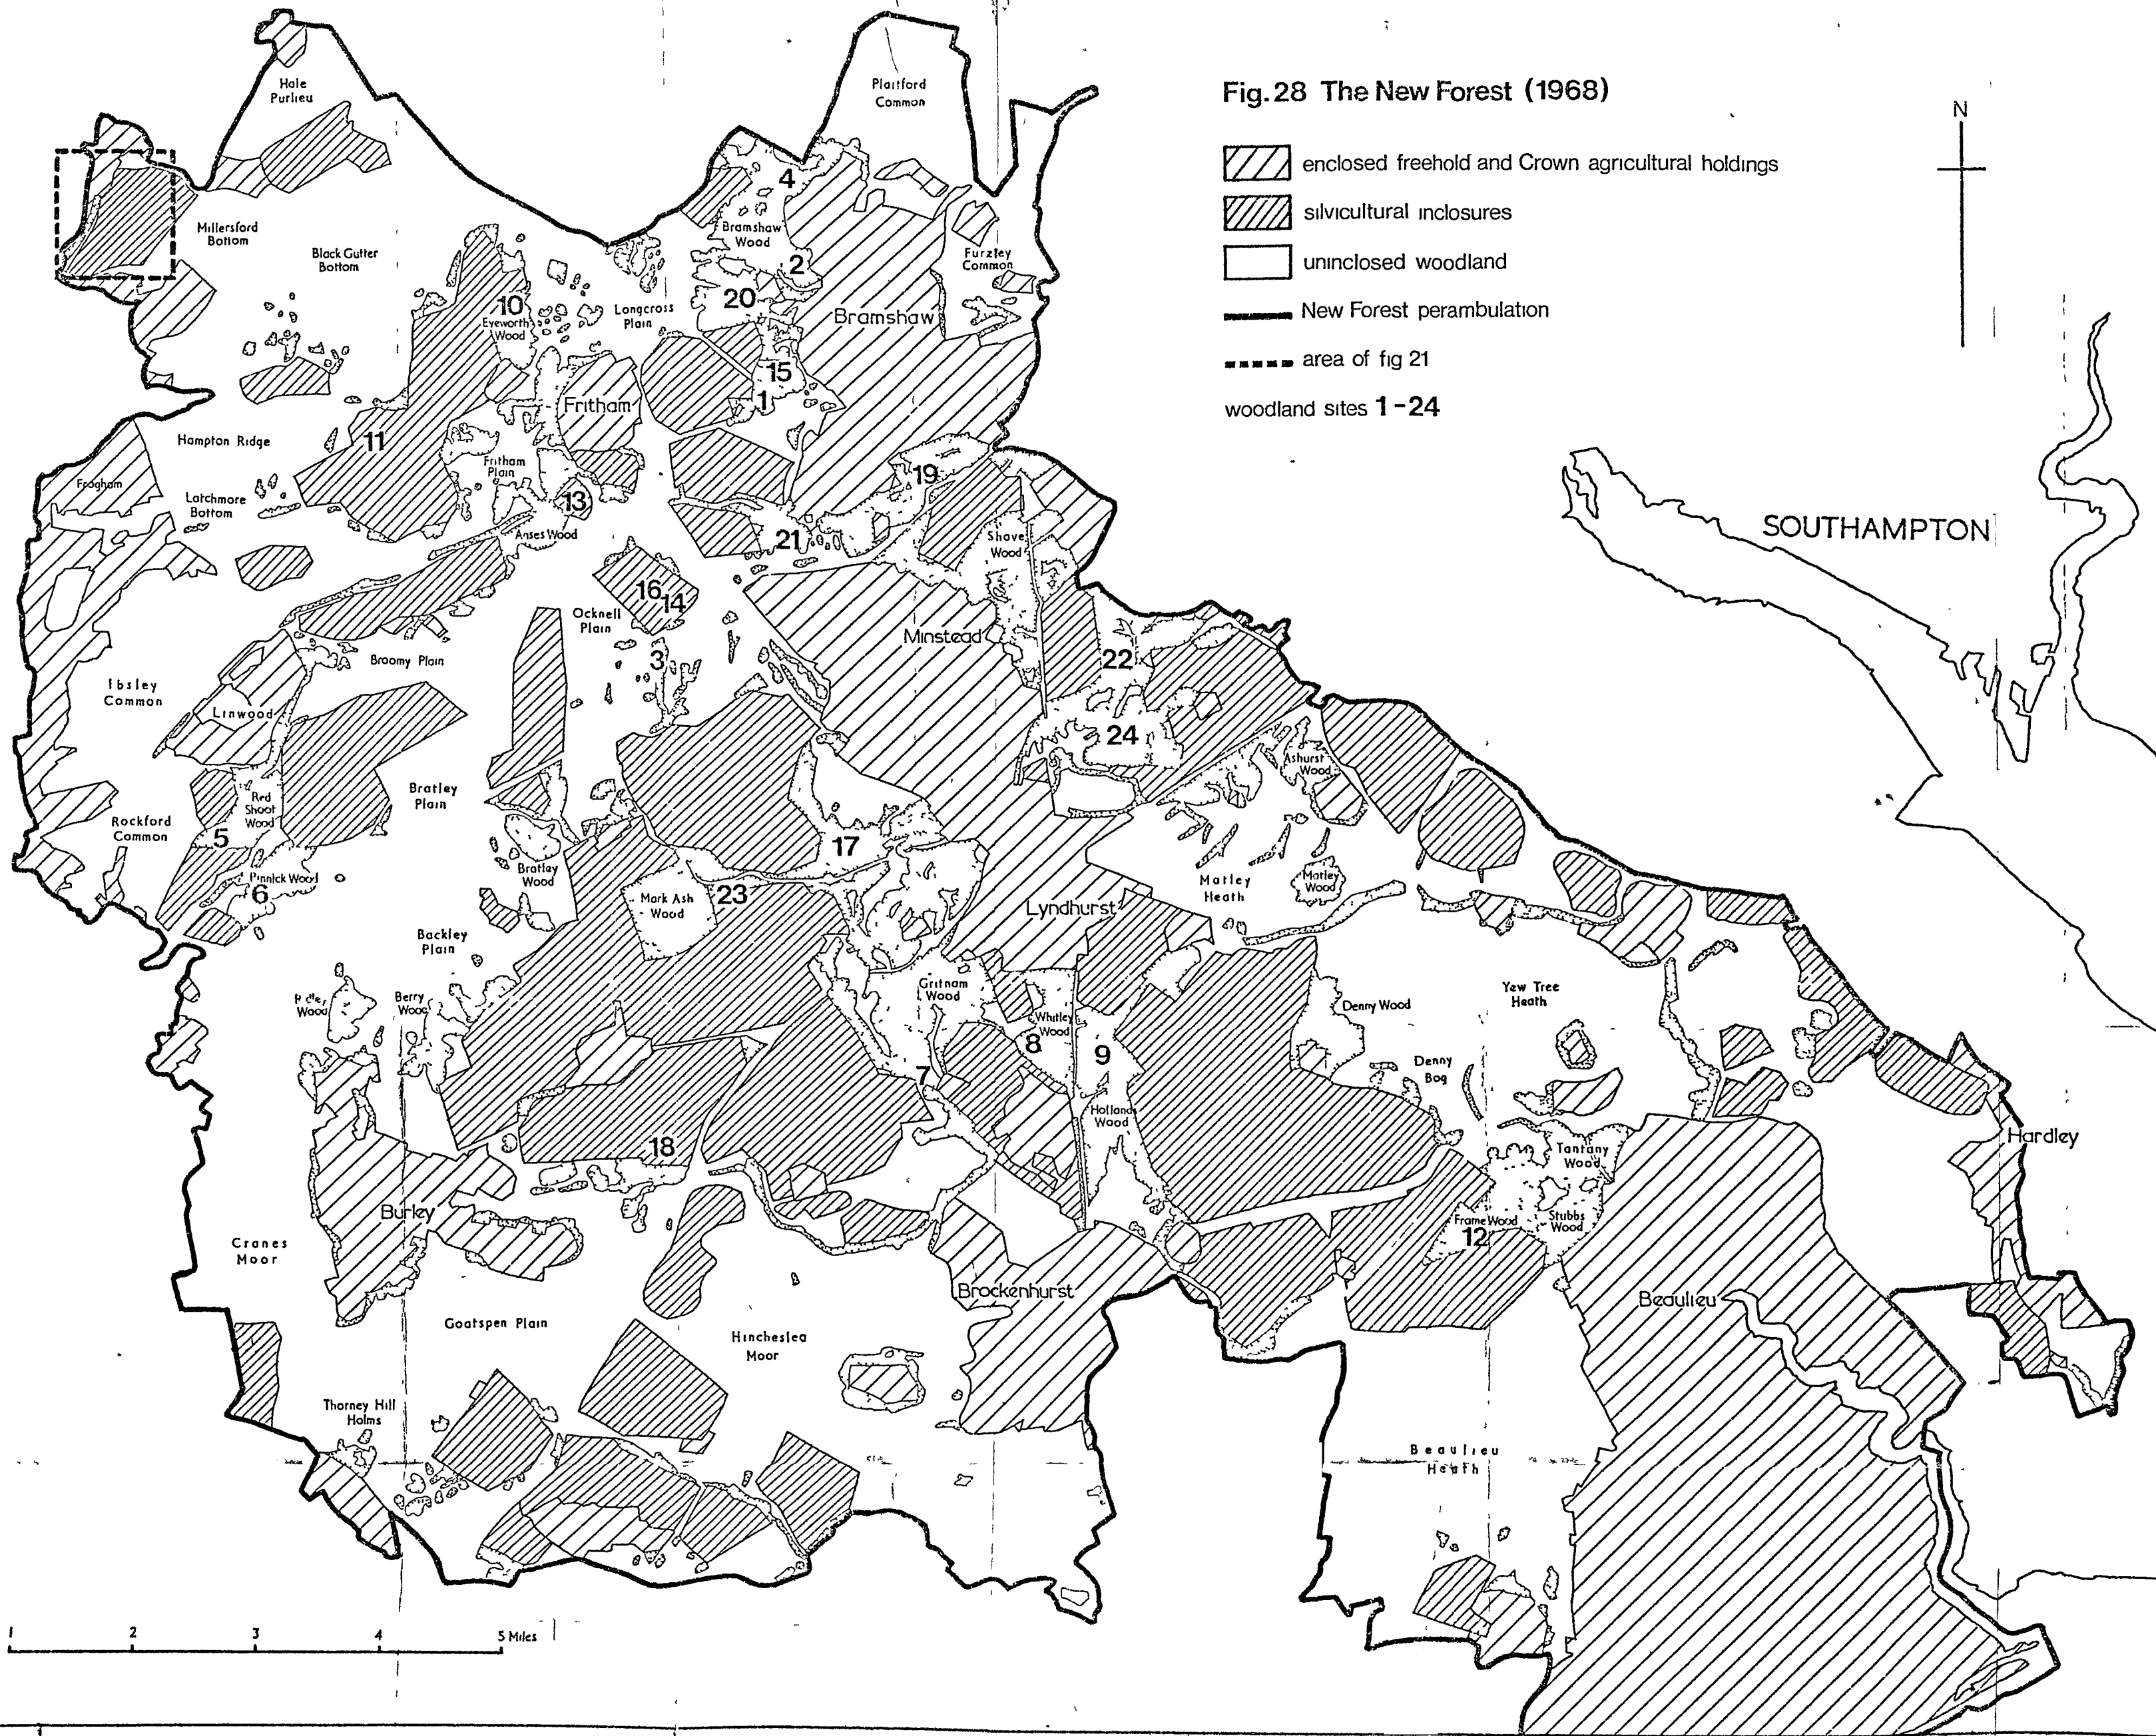 Fig.28 The New Forest (1968)
N
enclosed freehold and Crown agricultural holdings
silvicultural inclosures
uninclosed woodland
New Forest perambulation
area of fig 21
woodland sites 1-24
Hale
Purlieu
Plaitford
Common
4
Millersford
Bottom
Bramshaw
Wood
Black Gutter
Bottom
2
Furzley
Common
20
10
Eyeworth
Wood
Longcross
Plain
Bramshaw
15
1
Fritham
Hampton Ridge
11
Fritham
Plain
Frogham
Latchmore
Bottom
13
19
Anses Wood
21
Shave
Wood
SOUTHAMPTON
16
14
Ocknell
Plain
Minstead
3
22
Broomy Plain
Ibsley
Common
Linwood
24
Ashurst
Wood
Bratley
Plain
Red
Shoot
Wood
Rockford
Common
5
17
Pinnick Wood
6
Bratley
Wood
Mark Ash
Wood
23
Matley
Heath
Matley
Wood
Lyndhurst
Backley
Plain
Gritnam
Wood
Wood
Berry
Wood
Denny Wood
Yew Tree
Heath
Whitley
Wood
8
9
7
Denny
Bog
Holland
Wood
Hardley
18
Tantany
Wood
Burley
Frame Wood
12
Stubbs
Wood
Cranes
Moor
Brockenhurst
Beaulieu
Goatspen Plain
Hincheslea
Moor
Thorney Hill
Holms
Beaulieu
Heath
1 2 3 4 5 Miles